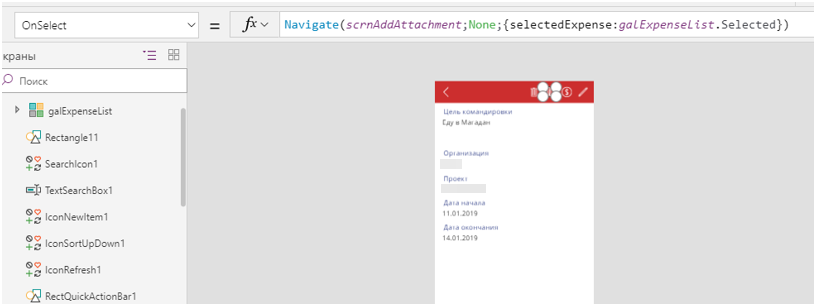 OnSelect = fx Navigate(scrnAddAttachment;None;{selectedExpense:galExpenseList.Selected})
краны
Поиск
galExpenseList
Rectangle11
SearchIcon1
TextSearchBox1
IconNewItem1
IconSortUpDown1
IconRefresh1
RectQuickActionBar1
Цель командировки
Еду в Магадан
Организация
Проект
Дата начала
11.01.2019
Дата окончания
14.01.2019